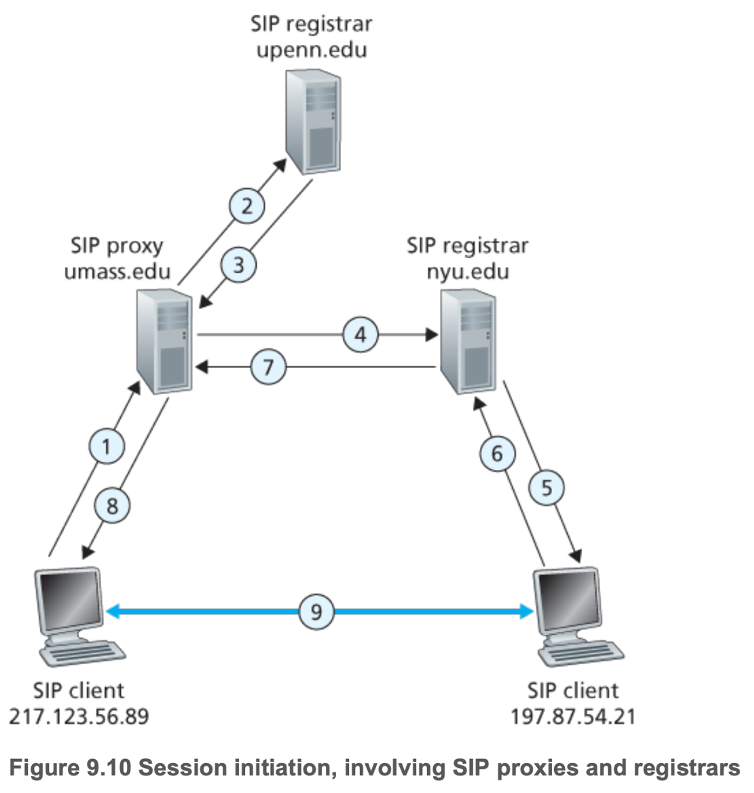 SIP registrar
upenn.edu
2
3
SIP proxy
umass.edu
SIP registrar
nyu.edu
4
7
1
8
6
5
9
SIP client
217.123.56.89
SIP client
197.87.54.21
Figure 9.10 Session initiation, involving SIP proxies and registrars